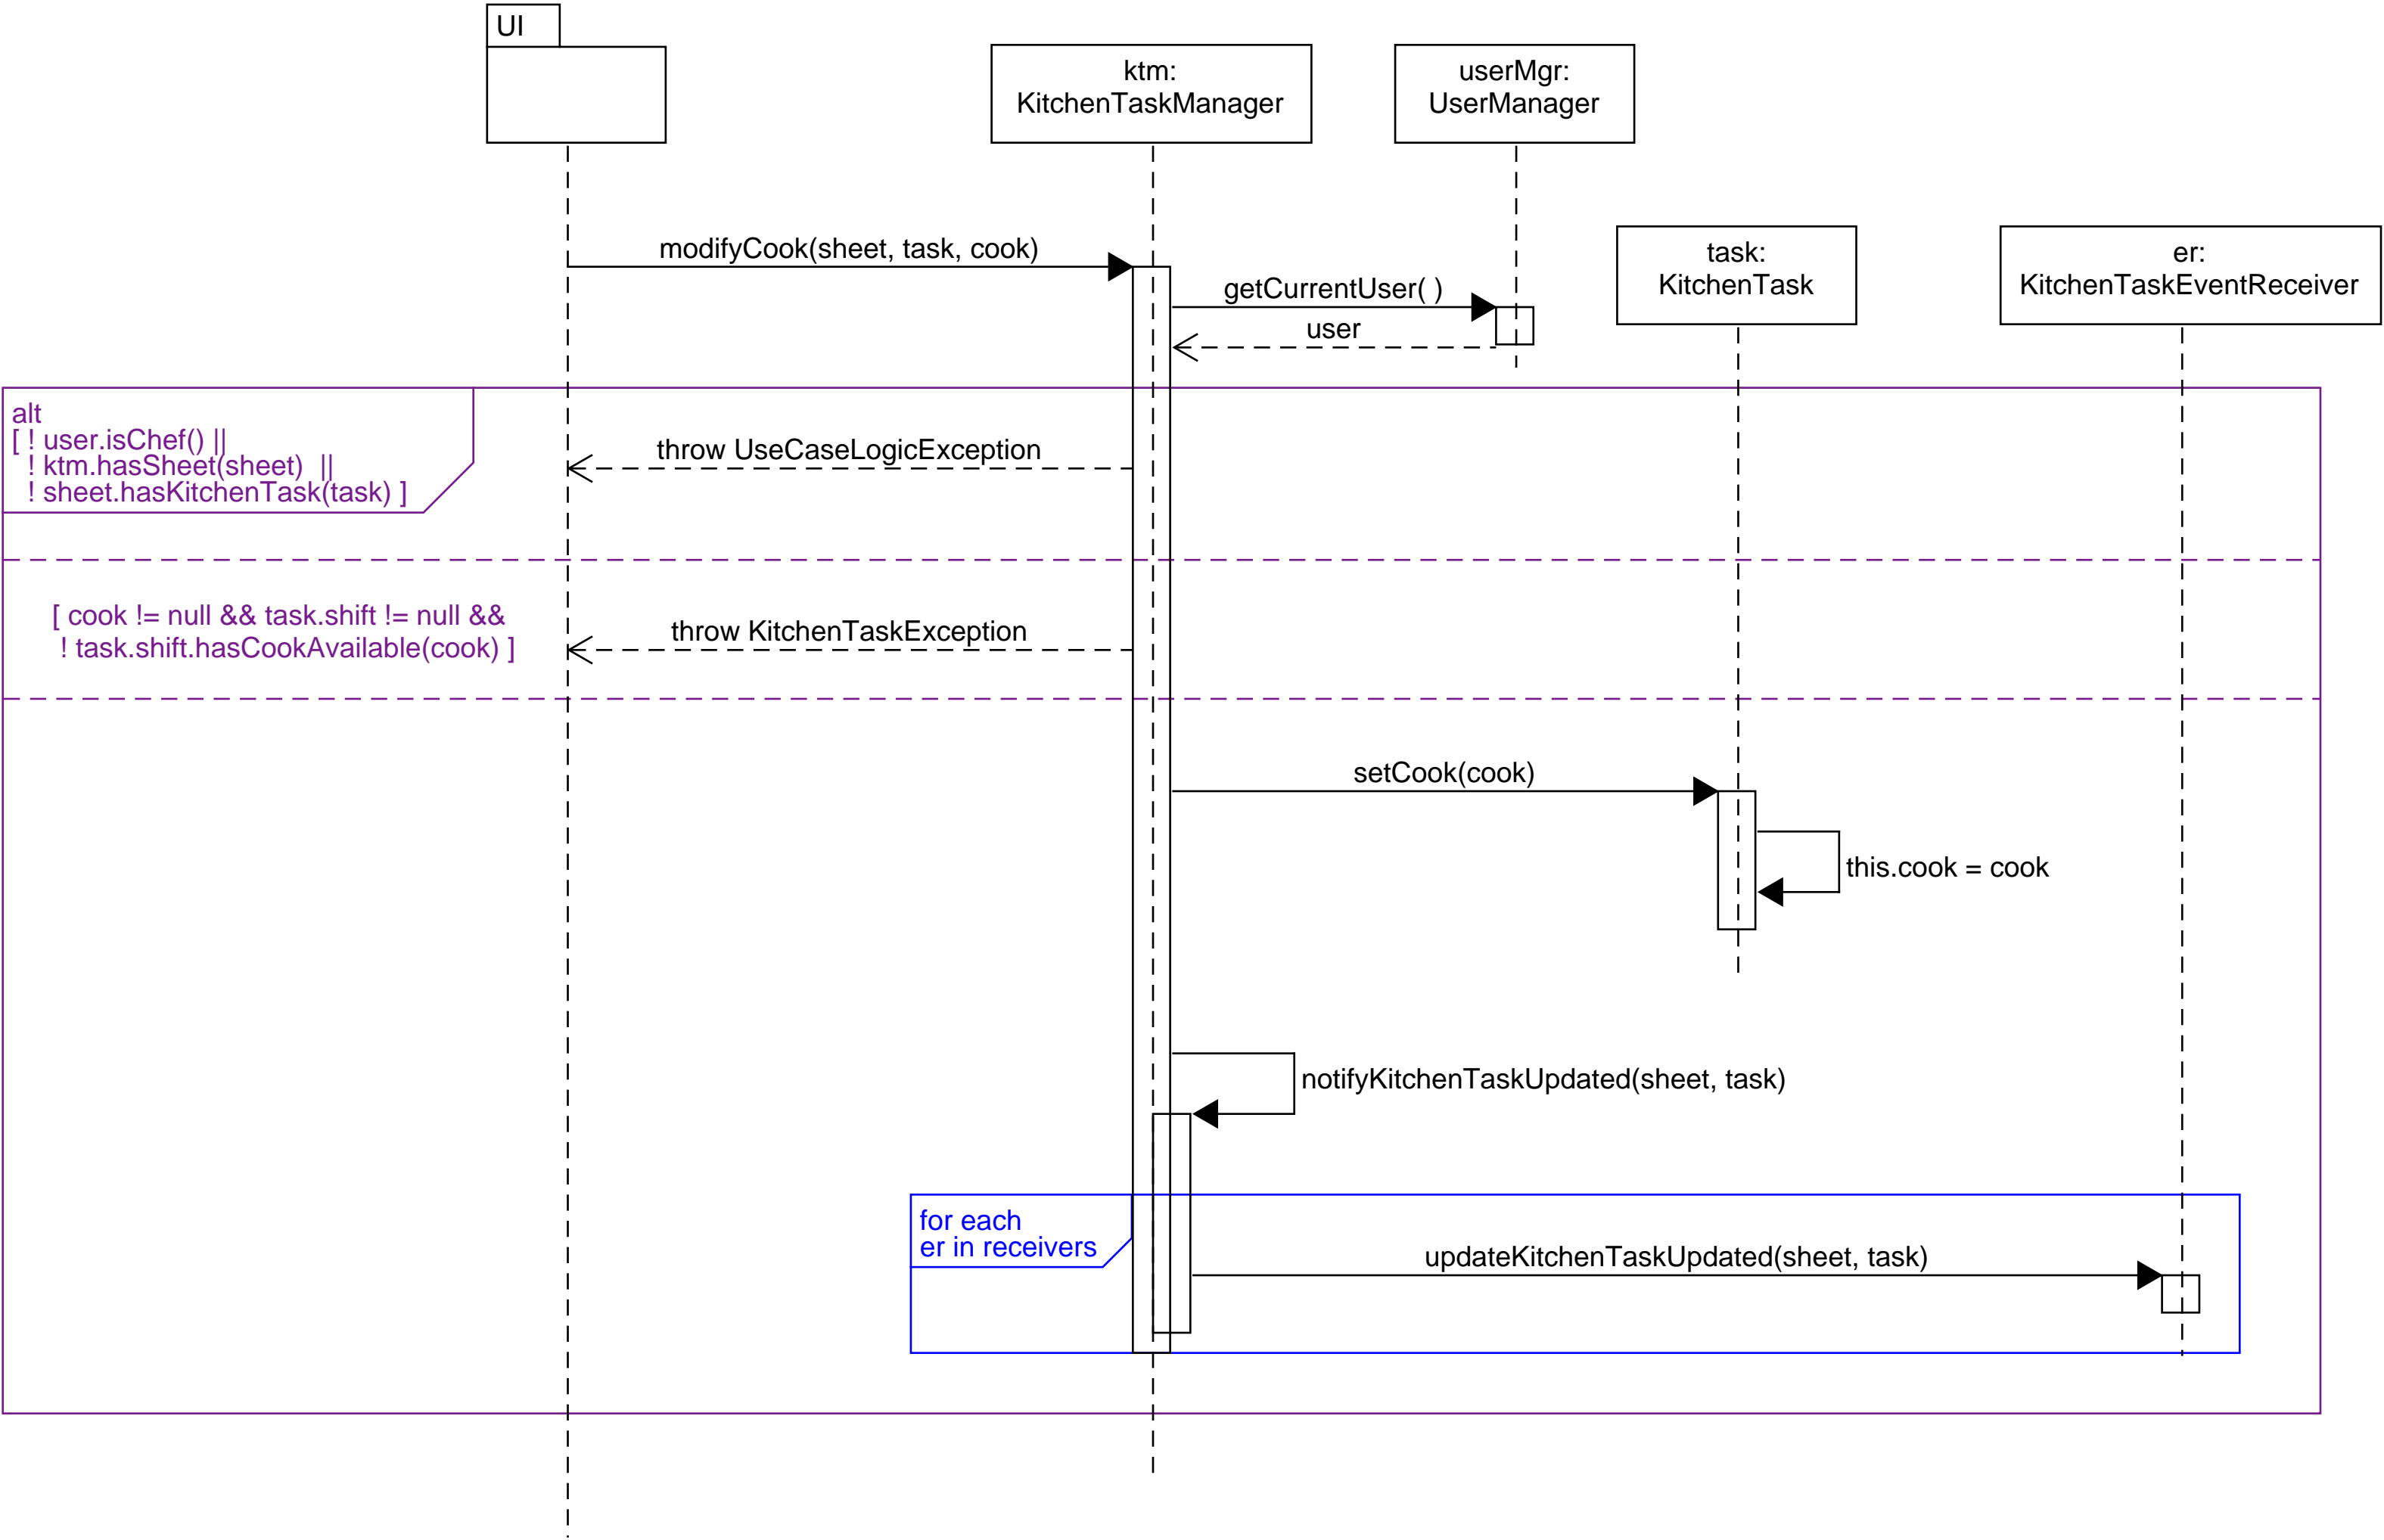 UI
ktm:
KitchenTaskManager
userMgr:
UserManager
task:
KitchenTask
er:
KitchenTaskEventReceiver
modifyCook(sheet, task, cook)
getCurrentUser( )
user
alt
[ ! user.isChef() ||
! ktm.hasSheet(sheet)  ||
! sheet.hasKitchenTask(task) ]
throw UseCaseLogicException
[ cook != null && task.shift != null &&
! task.shift.hasCookAvailable(cook) ]
throw KitchenTaskException
setCook(cook)
this.cook = cook
notifyKitchenTaskUpdated(sheet, task)
for each
er in receivers
updateKitchenTaskUpdated(sheet, task)